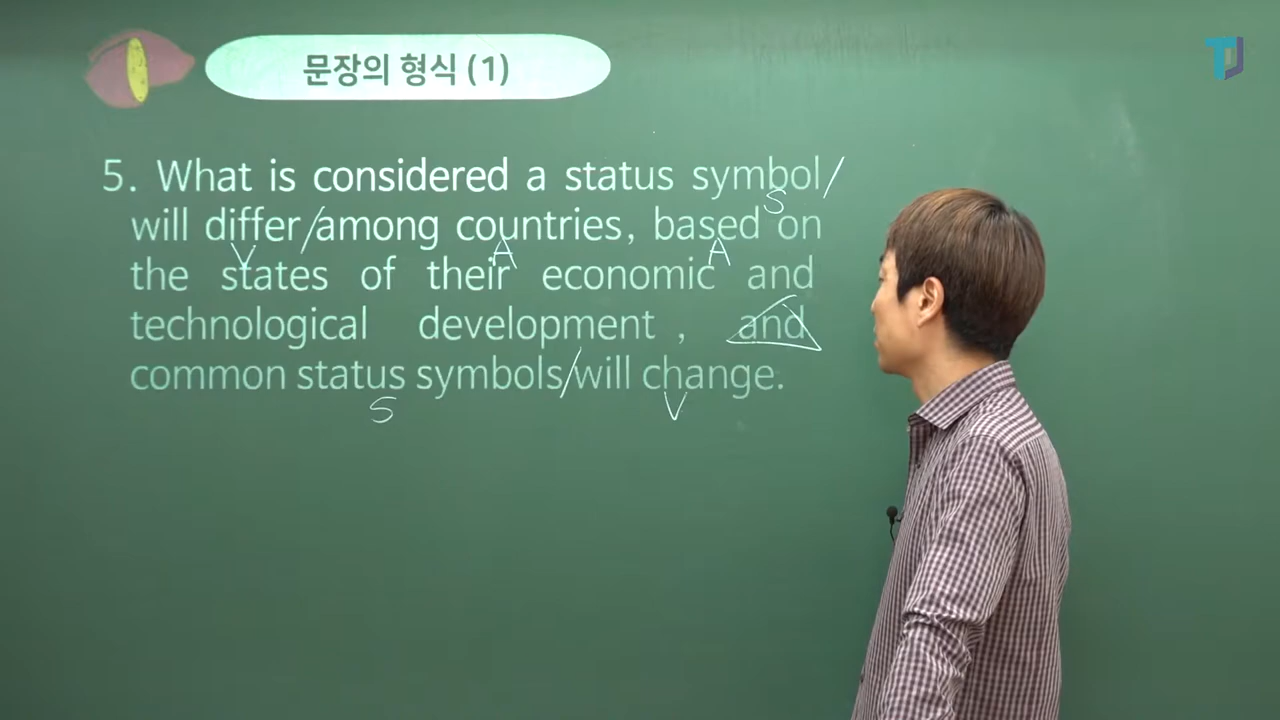 문장의 형식 (1)
TJ
5. What is considered a status symbol/
S
will differ/among countries, based on
V A A
the states of their economic and
technological development , and
common status symbols/will change.
S V